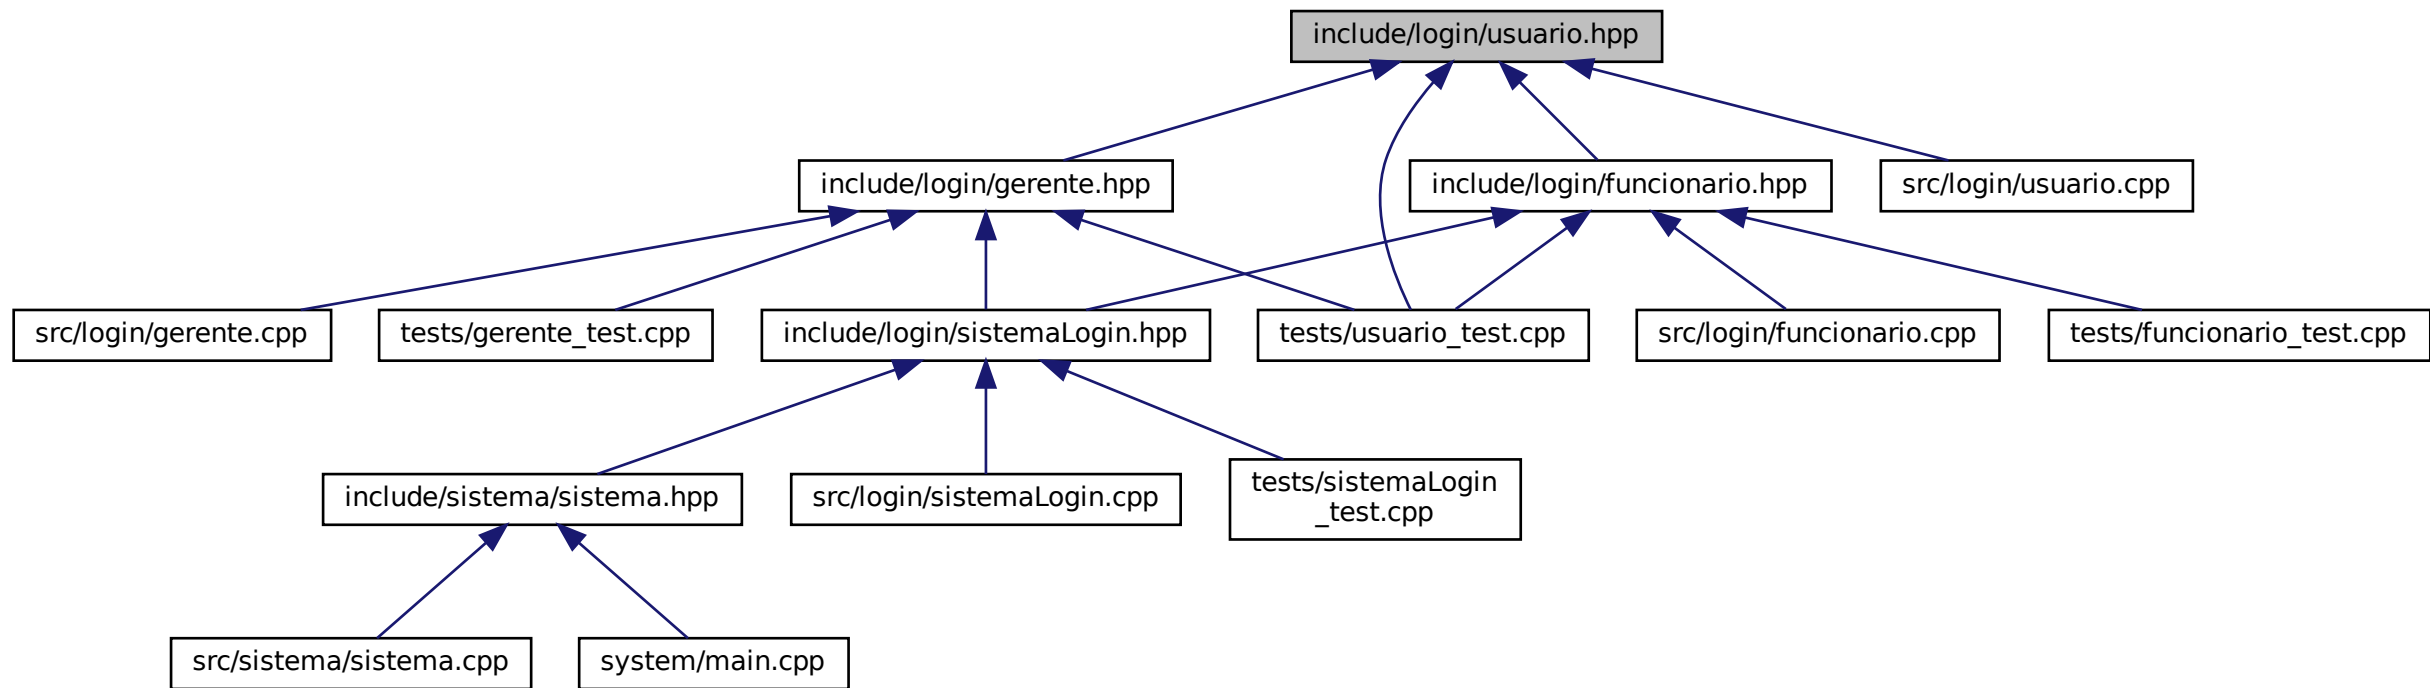 include/login/usuario.hpp
include/login/gerente.hpp
include/login/funcionario.hpp
src/login/usuario.cpp
src/login/gerente.cpp
tests/gerente_test.cpp
include/login/sistemaLogin.hpp
tests/usuario_test.cpp
src/login/funcionario.cpp
tests/funcionario_test.cpp
include/sistema/sistema.hpp
src/login/sistemaLogin.cpp
tests/sistemaLogin
_test.cpp
src/sistema/sistema.cpp
system/main.cpp